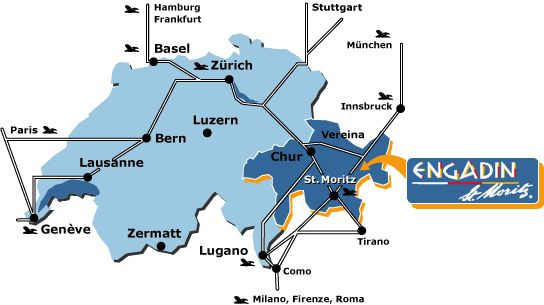 Hamburg
Frankfurt
Stuttgart
München
Basel
Zürich
Innsbruck
Paris
Luzern
Bern
Vereina
Chur
Lausanne
ENGADIN
St. Moritz.
St. Moritz
Genève
Zermatt
Lugano
Tirano
Como
Milano, Firenze, Roma